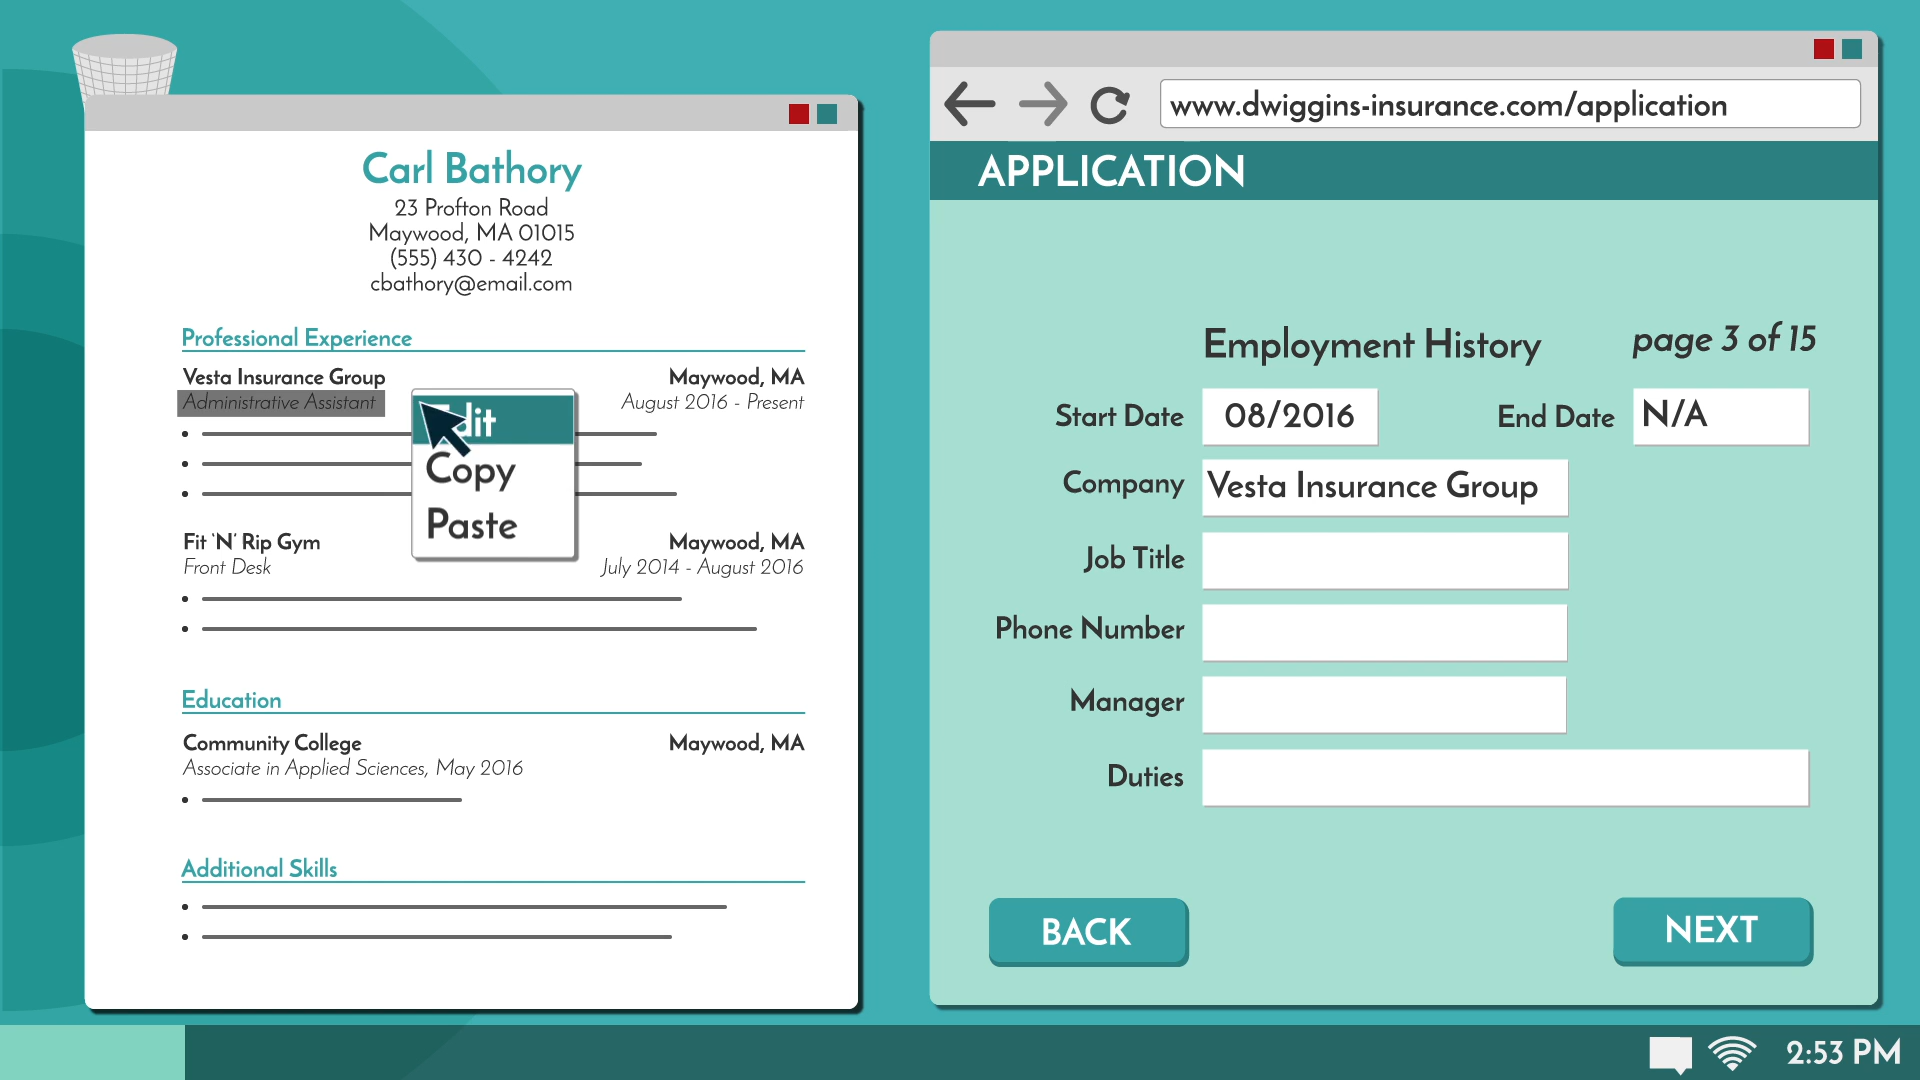 Carl Bathory
23 Profton Road
Maywood, MA 01015
(555) 430 - 4242
cbathory@email.com
Professional Experience
Vesta Insurance Group Maywood, MA
Administrative Assistant August 2016 - Present
Edit
Copy
Paste
Fit 'N' Rip Gym Maywood, MA
Front Desk July 2014 - August 2016
Education
Community College Maywood, MA
Associate in Applied Sciences, May 2016
Additional Skills
www.dwiggins-insurance.com/application
APPLICATION
Employment History page 3 of 15
Start Date 08/2016 End Date N/A
Company Vesta Insurance Group
Job Title
Phone Number
Manager
Duties
BACK NEXT
2:53 PM